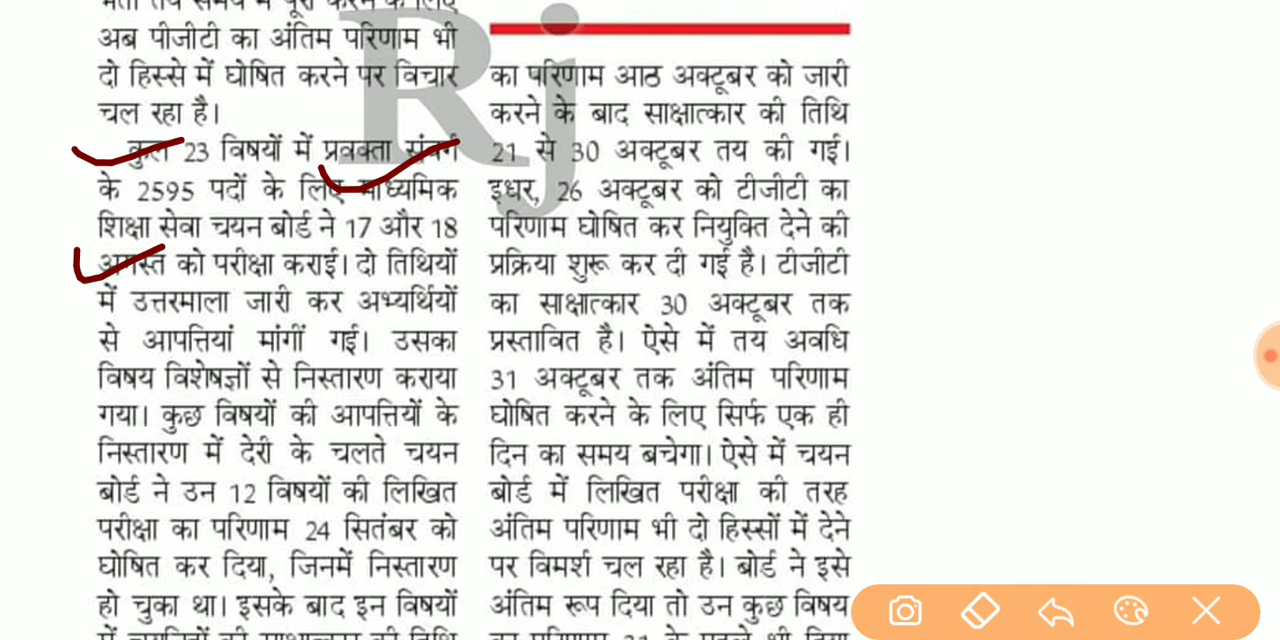 अब पीजीटी का अंतिम परिणाम भी
दो हिस्से में घोषित करने पर विचार
चल रहा है।
कुल 23 विषयों में प्रवक्ता संवर्ग
के 2595 पदों के लिए माध्यमिक
शिक्षा सेवा चयन बोर्ड ने 17 और 18
अगस्त को परीक्षा कराई। दो तिथियों
में उत्तरमाला जारी कर अभ्यर्थियों
से आपत्तियां मांगीं गई। उसका
विषय विशेषज्ञों से निस्तारण कराया
गया। कुछ विषयों की आपत्तियों के
निस्तारण में देरी के चलते चयन
बोर्ड ने उन 12 विषयों की लिखित
परीक्षा का परिणाम 24 सितंबर को
घोषित कर दिया, जिनमें निस्तारण
हो चुका था। इसके बाद इन विषयों
का परिणाम आठ अक्टूबर को जारी
करने के बाद साक्षात्कार की तिथि
21 से 30 अक्टूबर तय की गई।
इधर, 26 अक्टूबर को टीजीटी का
परिणाम घोषित कर नियुक्ति देने की
प्रक्रिया शुरू कर दी गई है। टीजीटी
का साक्षात्कार 30 अक्टूबर तक
प्रस्तावित है। ऐसे में तय अवधि
31 अक्टूबर तक अंतिम परिणाम
घोषित करने के लिए सिर्फ एक ही
दिन का समय बचेगा। ऐसे में चयन
बोर्ड में लिखित परीक्षा की तरह
अंतिम परिणाम भी दो हिस्सों में देने
पर विमर्श चल रहा है। बोर्ड ने इसे
अंतिम रूप दिया तो उन कुछ विषय
Rj